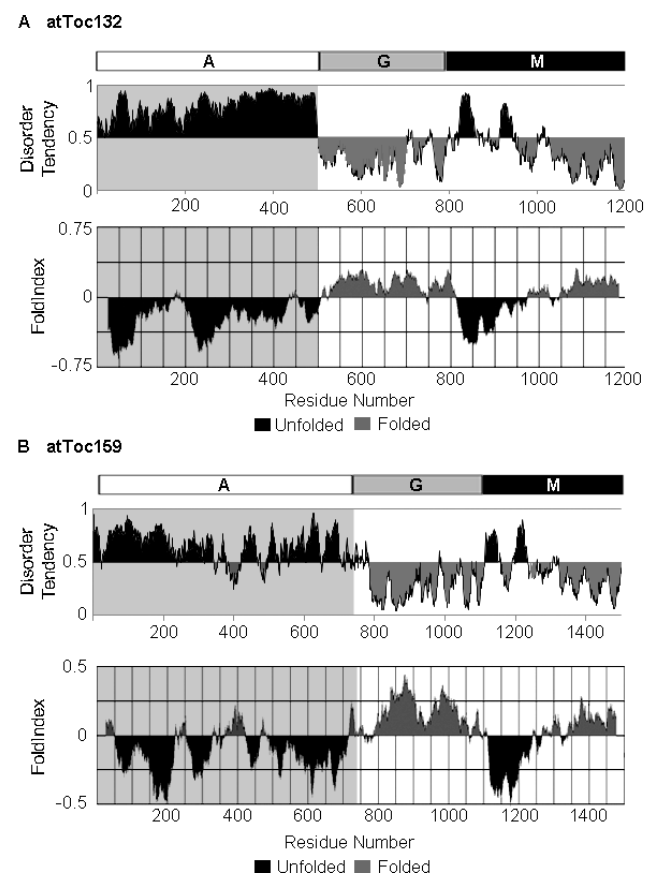 A atToc132
A G M
1
0.5
0
Disorder
Tendency
200 400 600 800 1000 1200
0.75
0
-0.75
FoldIndex
200 400 600 800 1000 1200
Residue Number
Unfolded Folded
B atToc159
A G M
1
0.5
0
Disorder
Tendency
200 400 600 800 1000 1200 1400
0.5
0
-0.5
FoldIndex
200 400 600 800 1000 1200 1400
Residue Number
Unfolded Folded